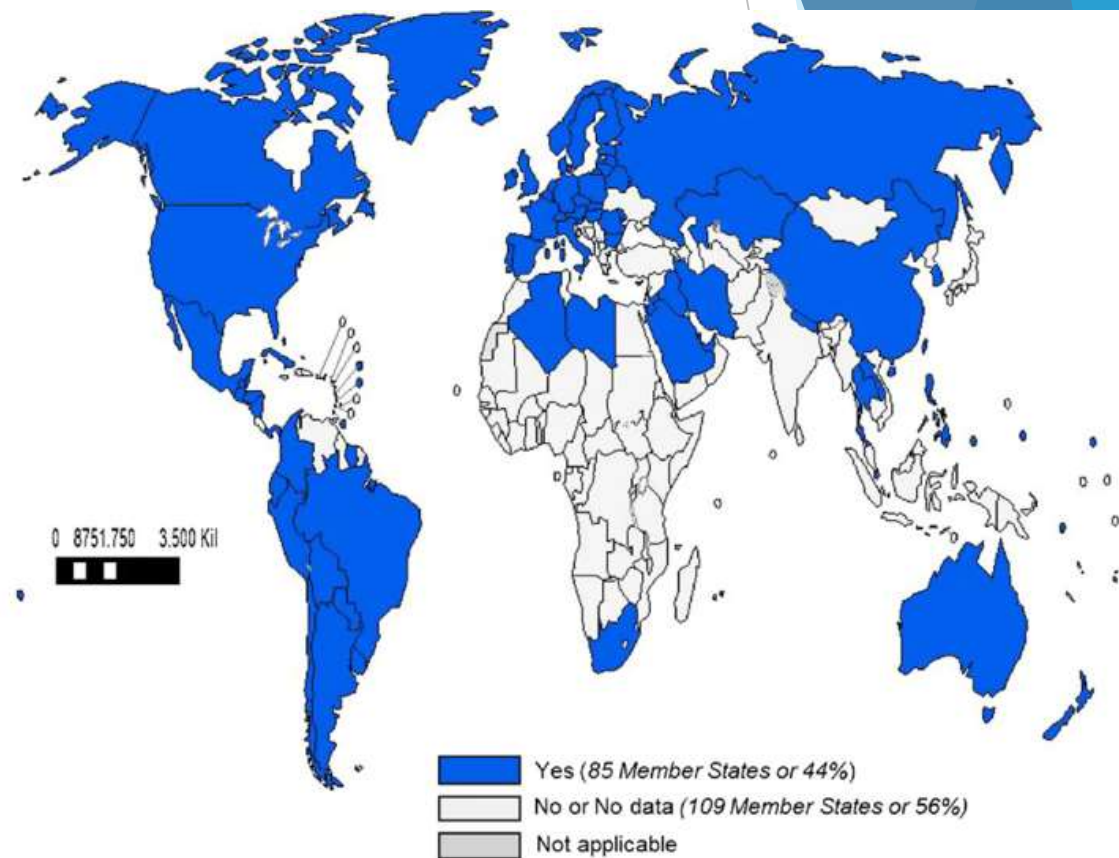 0 8751.750 3.500 Kil
Yes (85 Member States or 44%)
No or No data (109 Member States or 56%)
Not applicable